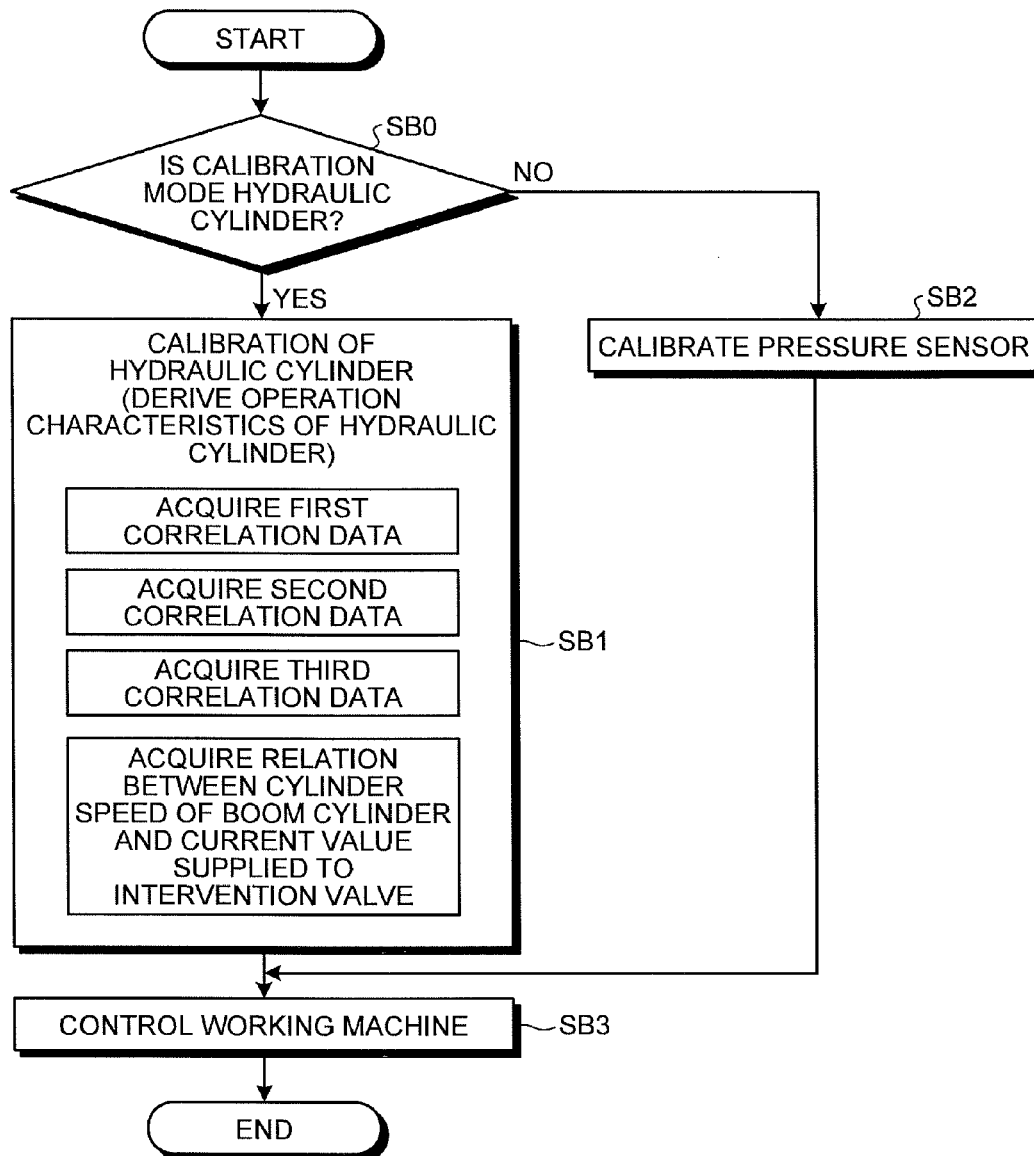 START
SB0
IS CALIBRATION
MODE HYDRAULIC
CYLINDER?
NO
YES
SB2
CALIBRATE PRESSURE SENSOR
CALIBRATION OF
HYDRAULIC CYLINDER
(DERIVE OPERATION
CHARACTERISTICS OF HYDRAULIC
CYLINDER)
ACQUIRE FIRST
CORRELATION DATA
ACQUIRE SECOND
CORRELATION DATA
SB1
ACQUIRE THIRD
CORRELATION DATA
ACQUIRE RELATION
BETWEEN CYLINDER
SPEED OF BOOM CYLINDER
AND CURRENT VALUE
SUPPLIED TO
INTERVENTION VALVE
CONTROL WORKING MACHINE
SB3
END